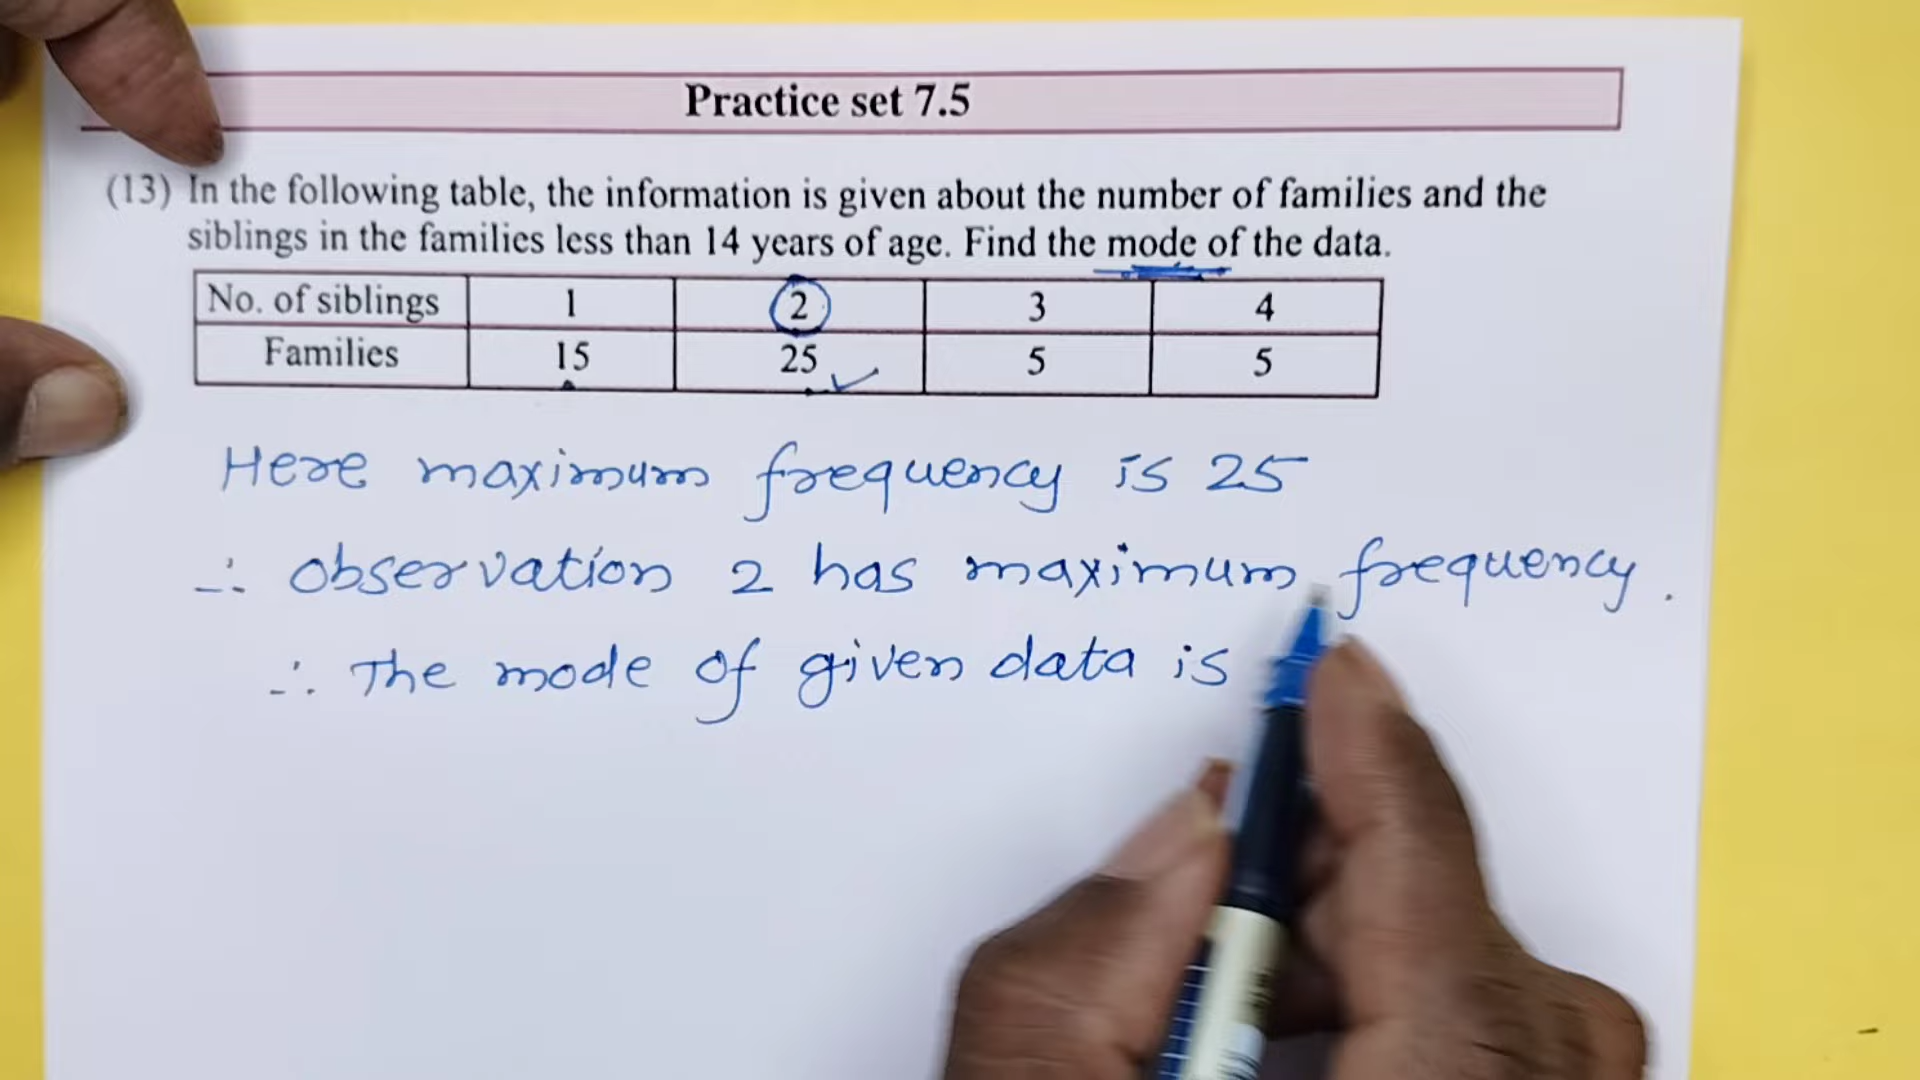 Practice set 7.5
(13) In the following table, the information is given about the number of families and the
siblings in the families less than 14 years of age. Find the mode of the data.
No. of siblings 1 2 3 4
Families 15 25 5 5
Here maximum frequency is 25
∴ observation 2 has maximum frequency.
∴ The mode of given data is